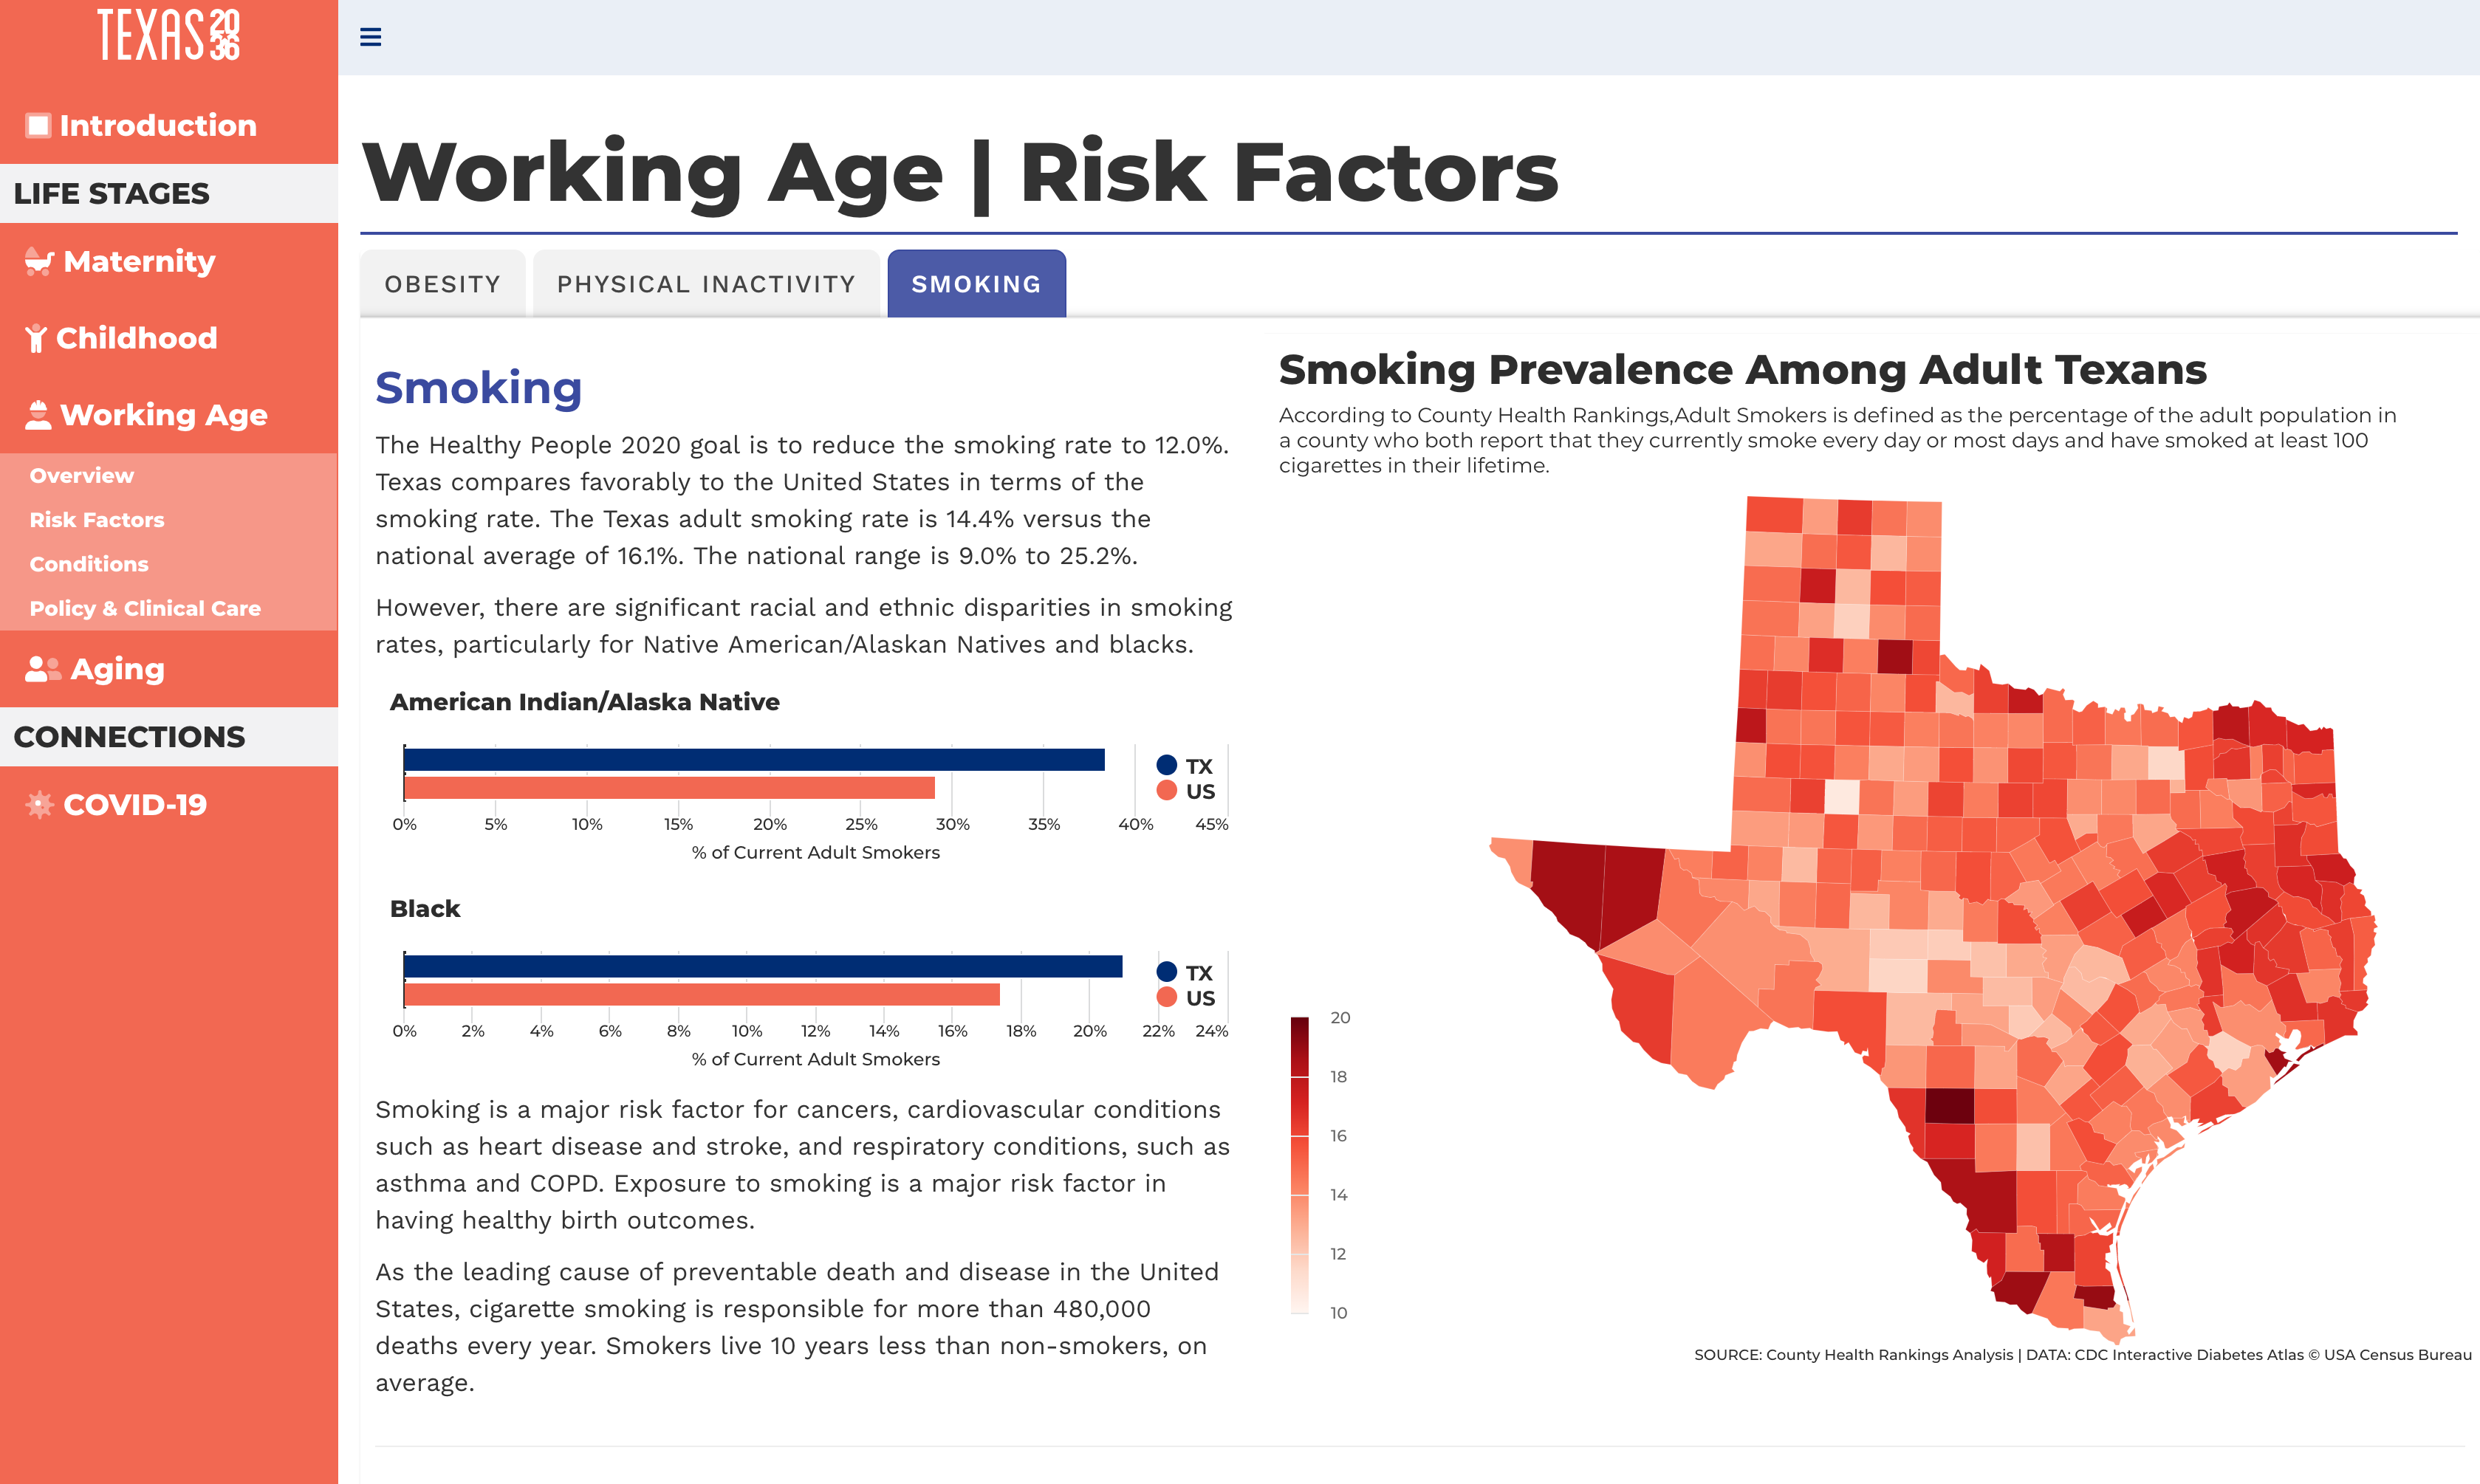 TEXAS 2036
Introduction
LIFE STAGES
Maternity
Childhood
Working Age
Overview
Risk Factors
Conditions
Policy & Clinical Care
Aging
CONNECTIONS
COVID-19
Working Age | Risk Factors
OBESITY
PHYSICAL INACTIVITY
SMOKING
Smoking
The Healthy People 2020 goal is to reduce the smoking rate to 12.0%.
Texas compares favorably to the United States in terms of the
smoking rate. The Texas adult smoking rate is 14.4% versus the
national average of 16.1%. The national range is 9.0% to 25.2%.
However, there are significant racial and ethnic disparities in smoking
rates, particularly for Native American/Alaskan Natives and blacks.
American Indian/Alaska Native
TX
US
0% 5% 10% 15% 20% 25% 30% 35% 40% 45%
% of Current Adult Smokers
Black
TX
US
0% 2% 4% 6% 8% 10% 12% 14% 16% 18% 20% 22% 24%
% of Current Adult Smokers
Smoking is a major risk factor for cancers, cardiovascular conditions
such as heart disease and stroke, and respiratory conditions, such as
asthma and COPD. Exposure to smoking is a major risk factor in
having healthy birth outcomes.
As the leading cause of preventable death and disease in the United
States, cigarette smoking is responsible for more than 480,000
deaths every year. Smokers live 10 years less than non-smokers, on
average.
Smoking Prevalence Among Adult Texans
According to County Health Rankings,Adult Smokers is defined as the percentage of the adult population in
a county who both report that they currently smoke every day or most days and have smoked at least 100
cigarettes in their lifetime.
20
18
16
14
12
10
SOURCE: County Health Rankings Analysis | DATA: CDC Interactive Diabetes Atlas © USA Census Bureau